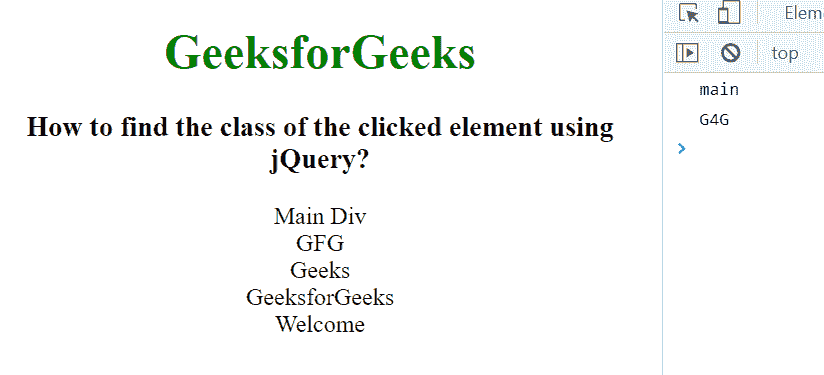 GeeksforGeeks
How to find the class of the clicked element using
jQuery?
Main Div
GFG
Geeks
GeeksforGeeks
Welcome
Elem
top
main
G4G